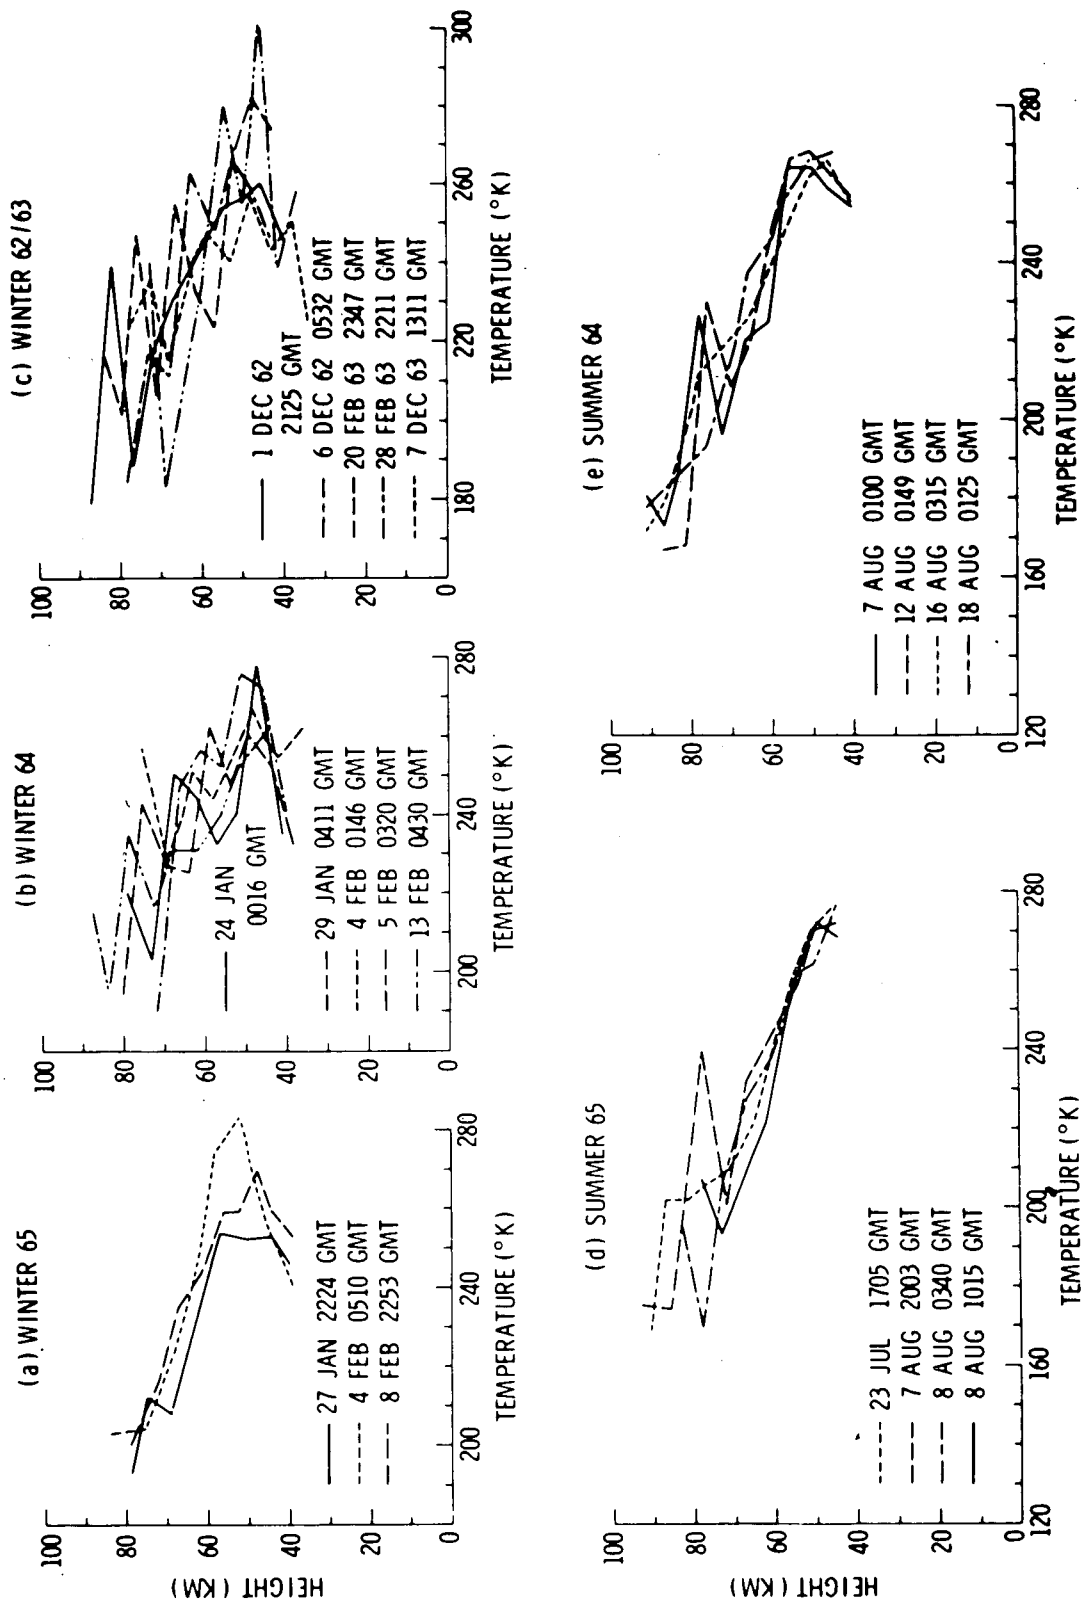 (a) WINTER 65
HEIGHT (KM)
100
80
60
40
20
0
200
240
280
TEMPERATURE (°K)
27 JAN 2224 GMT
4 FEB 0510 GMT
8 FEB 2253 GMT
(b) WINTER 64
100
80
60
40
20
0
200
240
280
TEMPERATURE (°K)
24 JAN
0016 GMT
29 JAN 0411 GMT
4 FEB 0146 GMT
5 FEB 0320 GMT
13 FEB 0430 GMT
(c) WINTER 62/63
100
80
60
40
20
0
180
220
260
300
TEMPERATURE (°K)
1 DEC 62
2125 GMT
6 DEC 62 0532 GMT
20 FEB 63 2347 GMT
28 FEB 63 2211 GMT
7 DEC 63 1311 GMT
(d) SUMMER 65
HEIGHT (KM)
100
80
60
40
20
0
120
160
200
240
280
TEMPERATURE (°K)
23 JUL 1705 GMT
7 AUG 2003 GMT
8 AUG 0340 GMT
8 AUG 1015 GMT
(e) SUMMER 64
100
80
60
40
20
0
120
160
200
240
280
TEMPERATURE (°K)
7 AUG 0100 GMT
12 AUG 0149 GMT
16 AUG 0315 GMT
18 AUG 0125 GMT